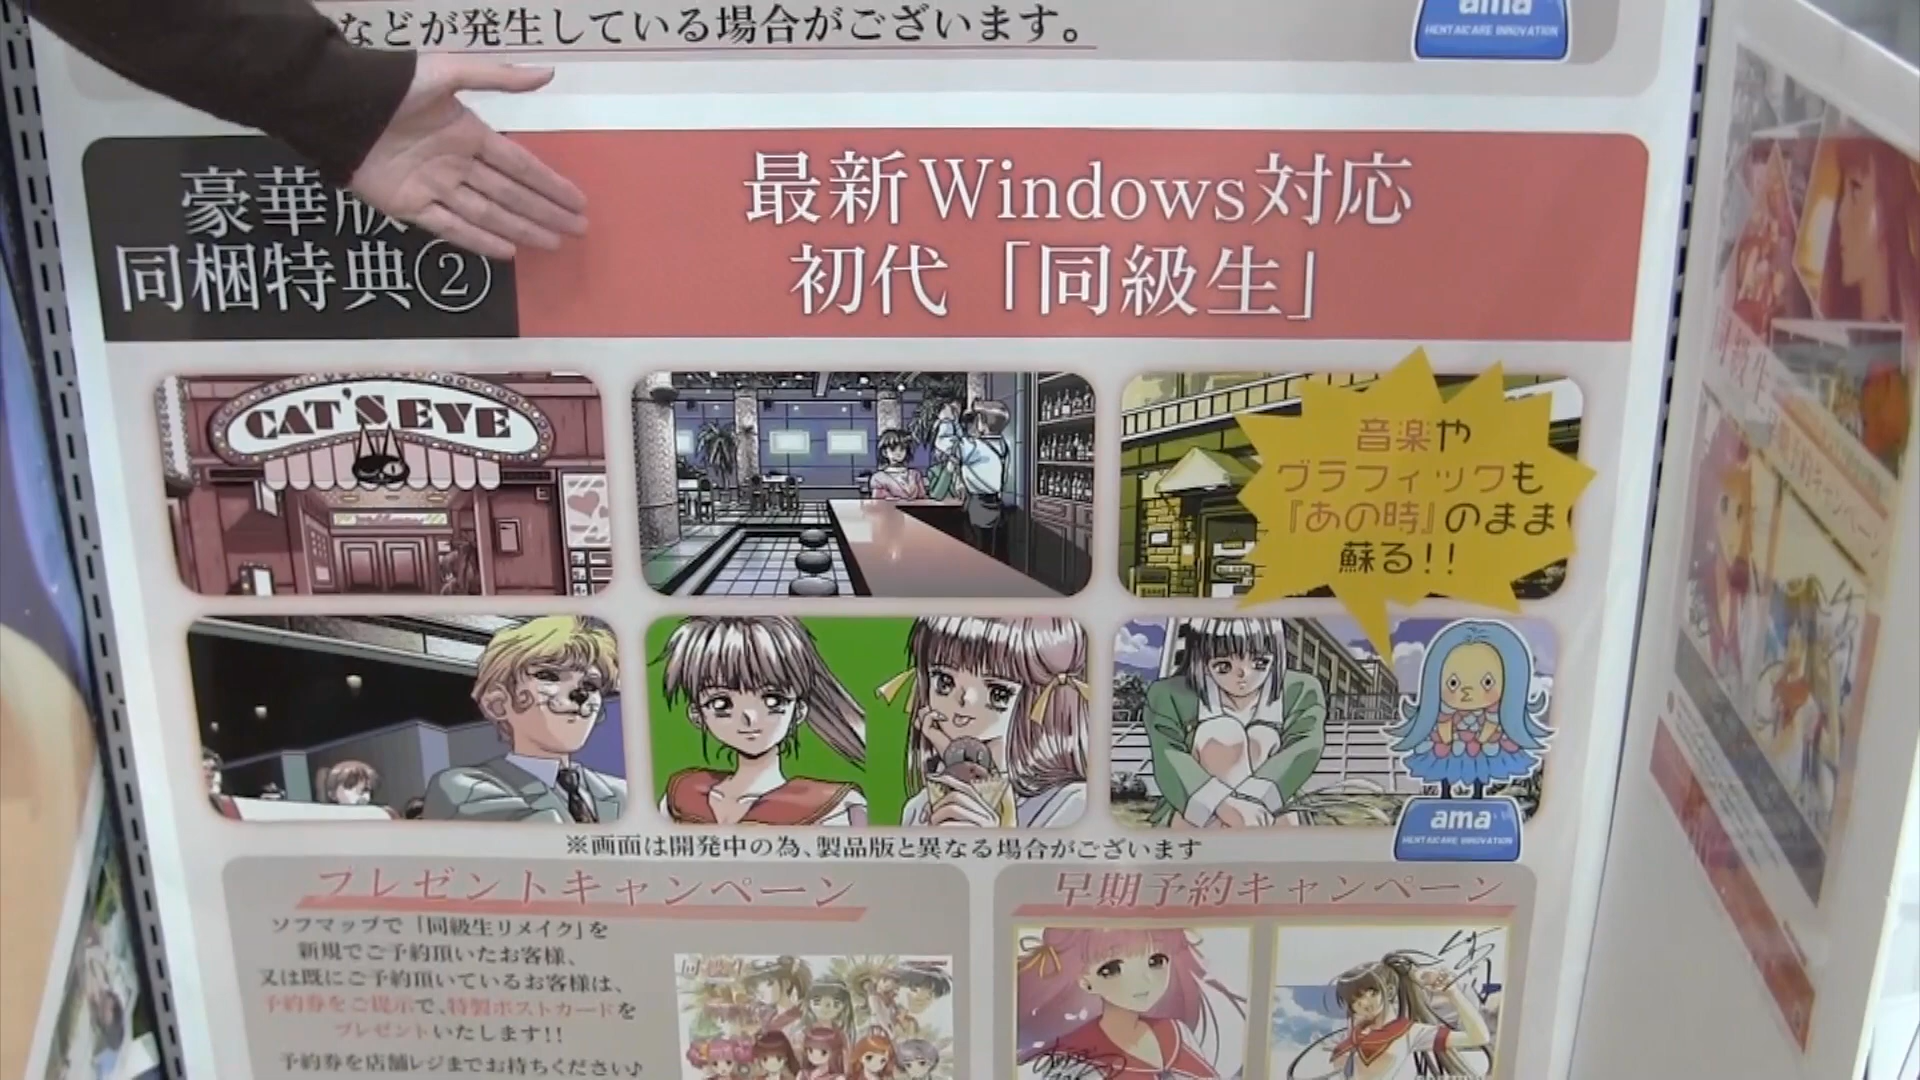 などが発生している場合がございます。
ama
HENTAICARE INNOVATION
豪華版
同梱特典②
最新Windows対応
初代「同級生」
CAT'S EYE
音楽や
グラフィックも
『あの時』のまま
蘇る!!
ama
HENTAICARE INNOVATION
※画面は開発中の為、製品版と異なる場合がございます
プレゼントキャンペーン
ソフマップで「同級生リメイク」を
新規でご予約頂いたお客様、
又は既にご予約頂いているお客様は、
予約券をご提示で、特製ポストカードを
プレゼントいたします!!
予約券を店舗レジまでお持ちください♪
早期予約キャンペーン